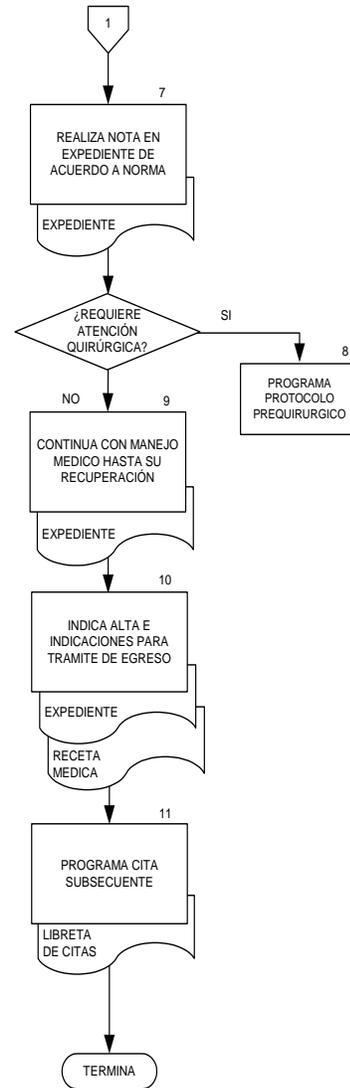 1
7
REALIZA NOTA EN
EXPEDIENTE DE
ACUERDO A NORMA
EXPEDIENTE
¿REQUIERE
ATENCIÓN
QUIRÚRGICA?
SI
8
PROGRAMA
PROTOCOLO
PREQUIRURGICO
NO
9
CONTINUA CON MANEJO
MEDICO HASTA SU
RECUPERACIÓN
EXPEDIENTE
10
INDICA ALTA E
INDICACIONES PARA
TRAMITE DE EGRESO
EXPEDIENTE
RECETA
MEDICA
11
PROGRAMA CITA
SUBSECUENTE
LIBRETA
DE CITAS
TERMINA